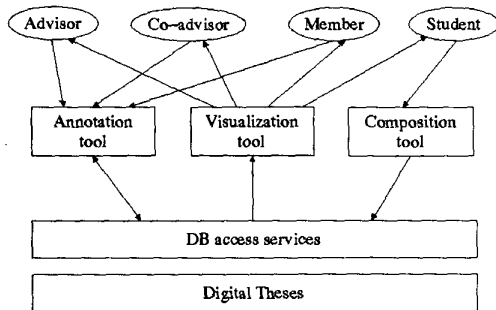 Advisor
Co-advisor
Member
Student
Annotation
tool
Visualization
tool
Composition
tool
DB access services
Digital Theses